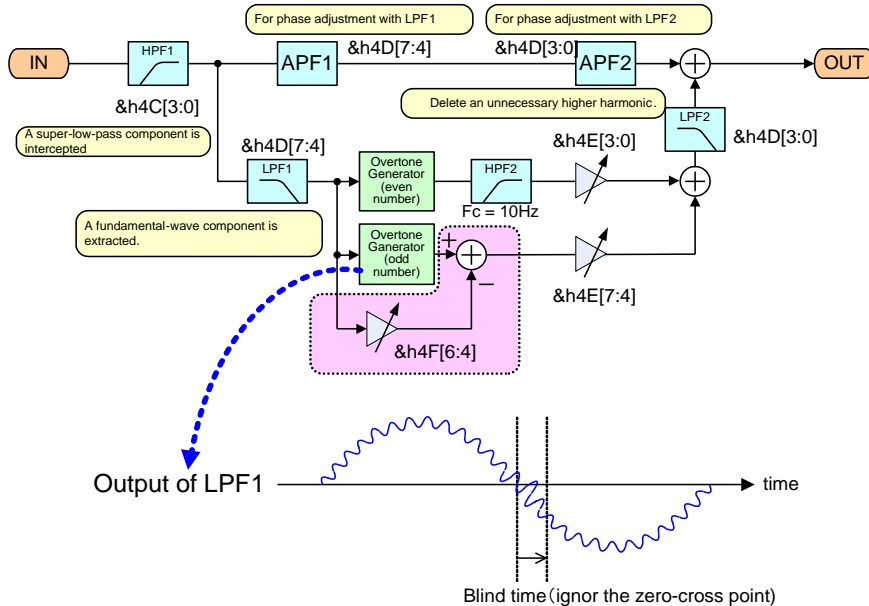 For phase adjustment with LPF1
For phase adjustment with LPF2
IN
HPF1
&h4D[7:4]
APF1
&h4D[3:0]
APF2
OUT
&h4C[3:0]
Delete an unnecessary higher harmonic.
A super-low-pass component is
intercepted
LPF2
&h4D[3:0]
&h4D[7:4]
LPF1
Overtone
Generator
(even
number)
HPF2
&h4E[3:0]
Fc = 10Hz
A fundamental-wave component is
extracted.
Overtone
Ganerator
(odd
number)
+
−
&h4E[7:4]
&h4F[6:4]
Output of LPF1
time
Blind time(ignor the zero-cross point)